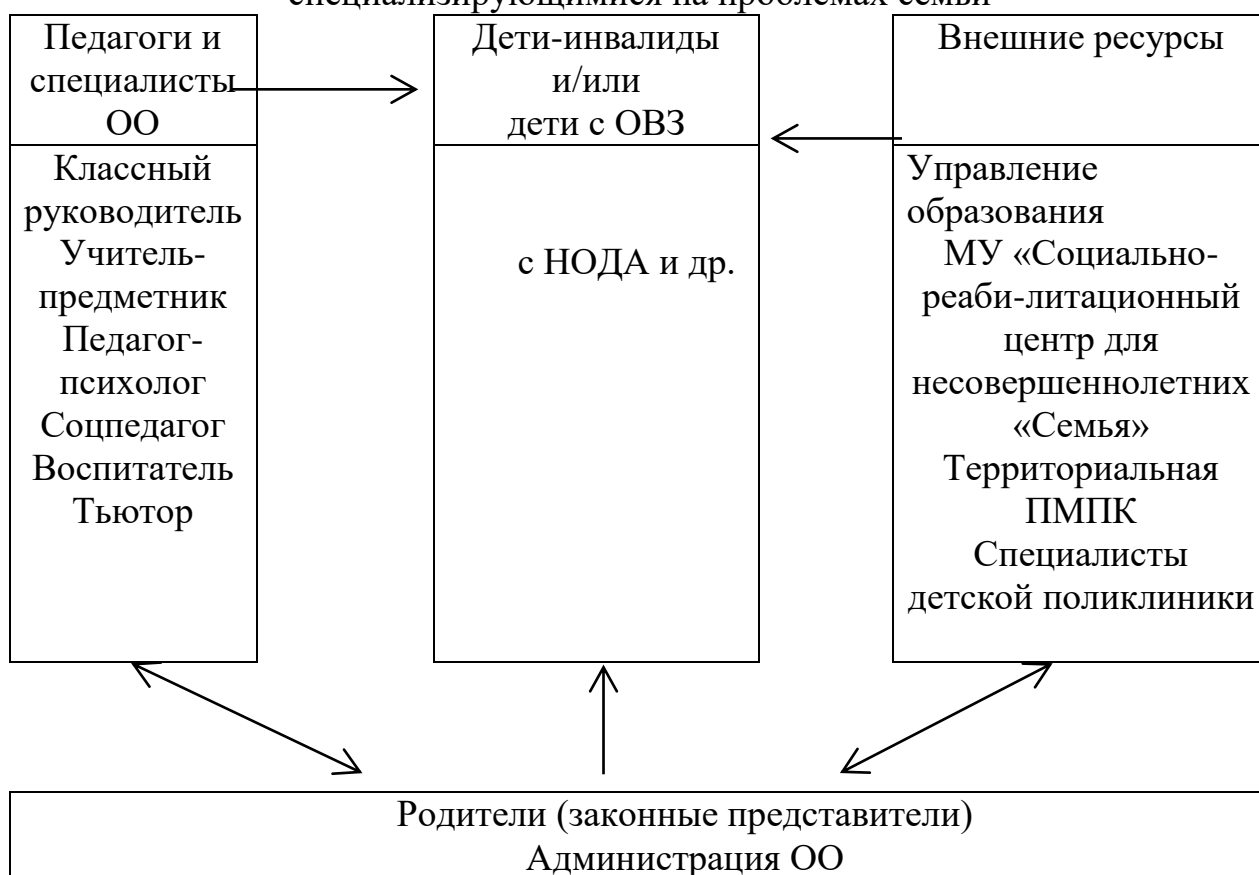 специализирующимися на проблемах семьи
Педагоги и
специалисты
ОО
Классный
руководитель
Учитель-
предметник
Педагог-
психолог
Соцпедагог
Воспитатель
Тьютор
Дети-инвалиды
и/или
дети с ОВЗ
с НОДА и др.
Внешние ресурсы
Управление
образования
МУ «Социально-
реаби-литационный
центр для
несовершеннолетних
«Семья»
Территориальная
ПМПК
Специалисты
детской поликлиники
Родители (законные представители)
Администрация ОО